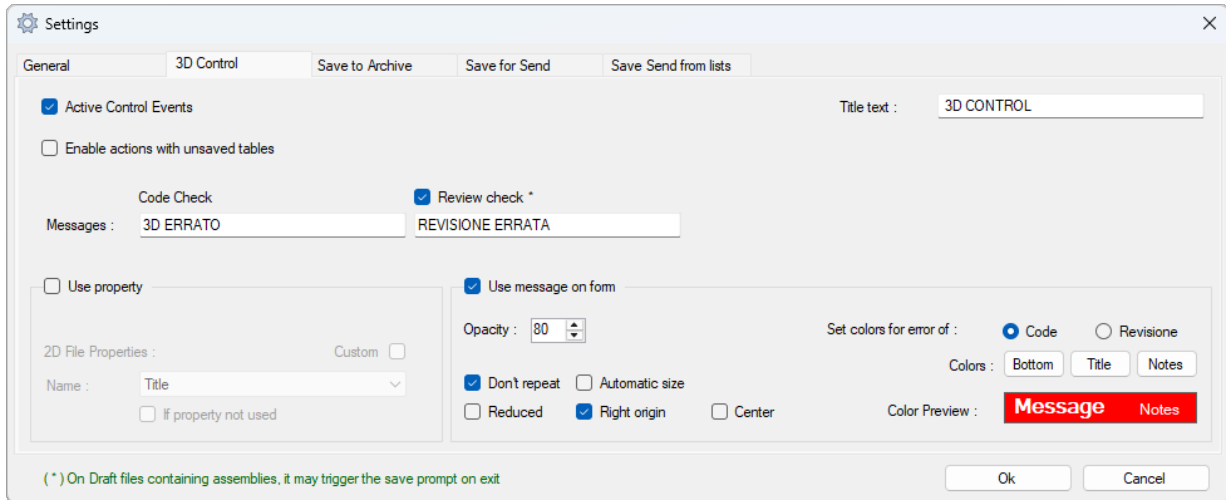 Settings
General 3D Control Save to Archive Save for Send Save Send from lists
Active Control Events Title text : 3D CONTROL
Enable actions with unsaved tables
Code Check Review check *
Messages : 3D ERRATO REVISIONE ERRATA
Use property Use message on form
Opacity : 80 Set colors for error of : Code Revisione
2D File Properties : Custom Colors : Bottom Title Notes
Name : Title Don't repeat Automatic size
If property not used Reduced Right origin Center Color Preview : Message Notes
( * ) On Draft files containing assemblies, it may trigger the save prompt on exit Ok Cancel